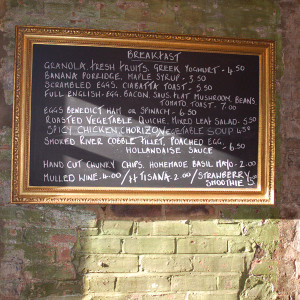 BREAKFAST
GRANOLA, FRESH FRUITS, GREEK YOGHURT - 4.50
BANANA PORRIDGE, MAPLE SYRUP - 3.50
SCRAMBLED EGGS, CIABATTA TOAST - 5.50
FULL ENGLISH - EGG, BACON, SAUS, FLAT MUSHROOM, BEANS,
TOMATO TOAST - 7.00
EGGS BENEDICT HAM OR SPINACH - 6.50
ROASTED VEGETABLE QUICHE, MIXED LEAF SALAD - 5.50
SPICY CHICKEN, CHORIZO VEGETABLE SOUP 4.50
SMOKED RIVER COBBLE FILLET, POACHED EGG,
HOLLANDAISE SAUCE - 6.50
HAND CUT CHUNKY CHIPS, HOMEMADE BASIL MAYO - 2.00
MULLED WINE 4.00 / TISANA - 2.00 / STRAWBERRY
SMOOTHIE